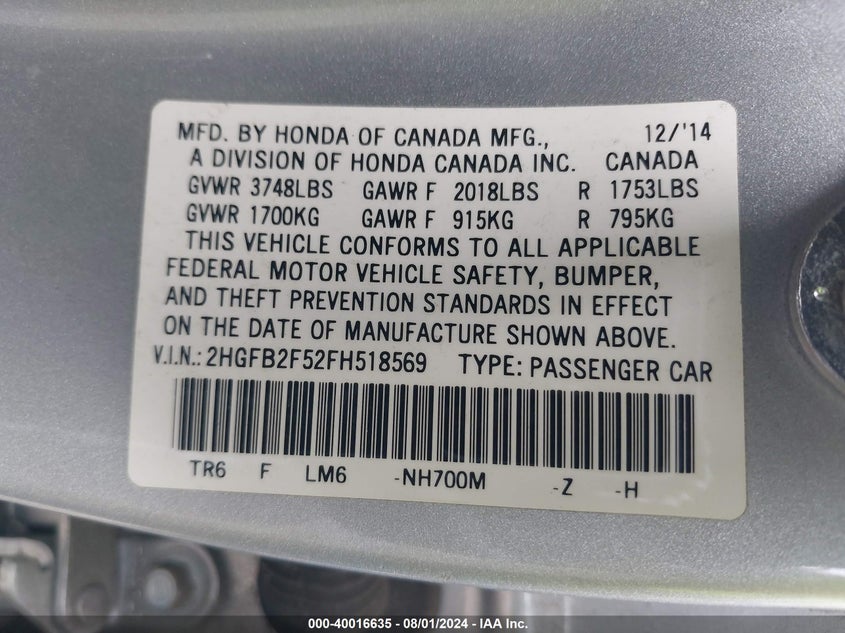 MFD. BY HONDA OF CANADA MFG., 12/'14
A DIVISION OF HONDA CANADA INC. CANADA
GVWR 3748LBS GAWR F 2018LBS R 1753LBS
GVWR 1700KG GAWR F 915KG R 795KG
THIS VEHICLE CONFORMS TO ALL APPLICABLE
FEDERAL MOTOR VEHICLE SAFETY, BUMPER,
AND THEFT PREVENTION STANDARDS IN EFFECT
ON THE DATE OF MANUFACTURE SHOWN ABOVE.
V.I.N.: 2HGFB2F52FH518569 TYPE: PASSENGER CAR
TR6 F LM6 -NH700M -Z -H
000-40016635 - 08/01/2024 - IAA Inc.